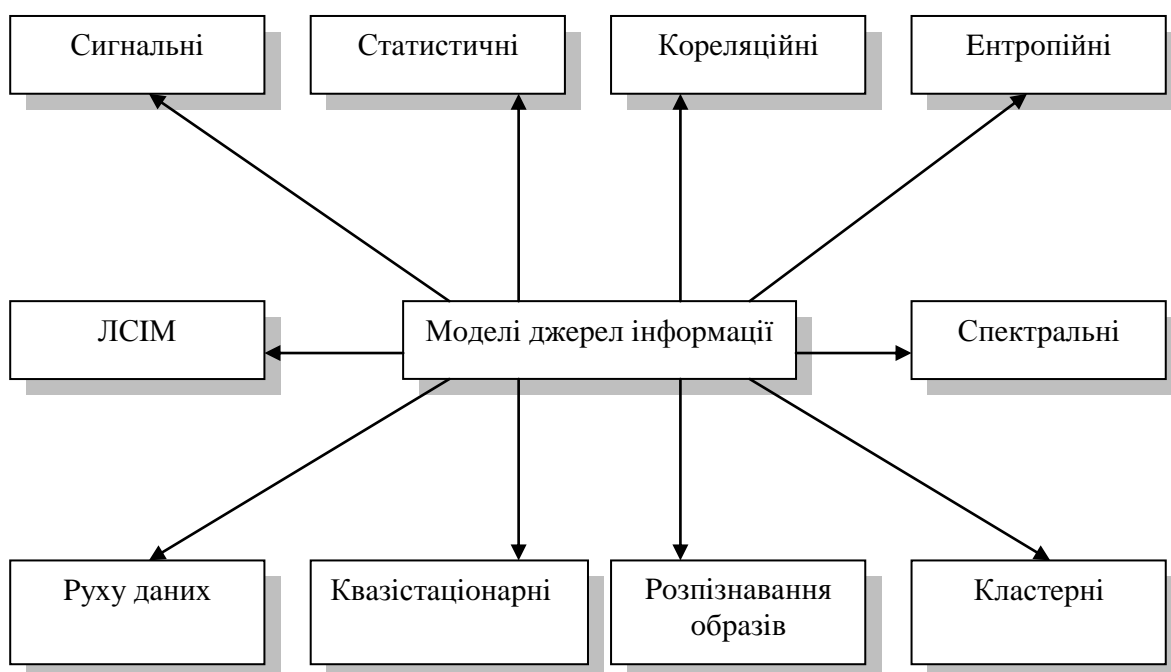 Сигнальні
Статистичні
Кореляційні
Ентропійні
ЛСІМ
Моделі джерел інформації
Спектральні
Руху даних
Квазістаціонарні
Розпізнавання
образів
Кластерні